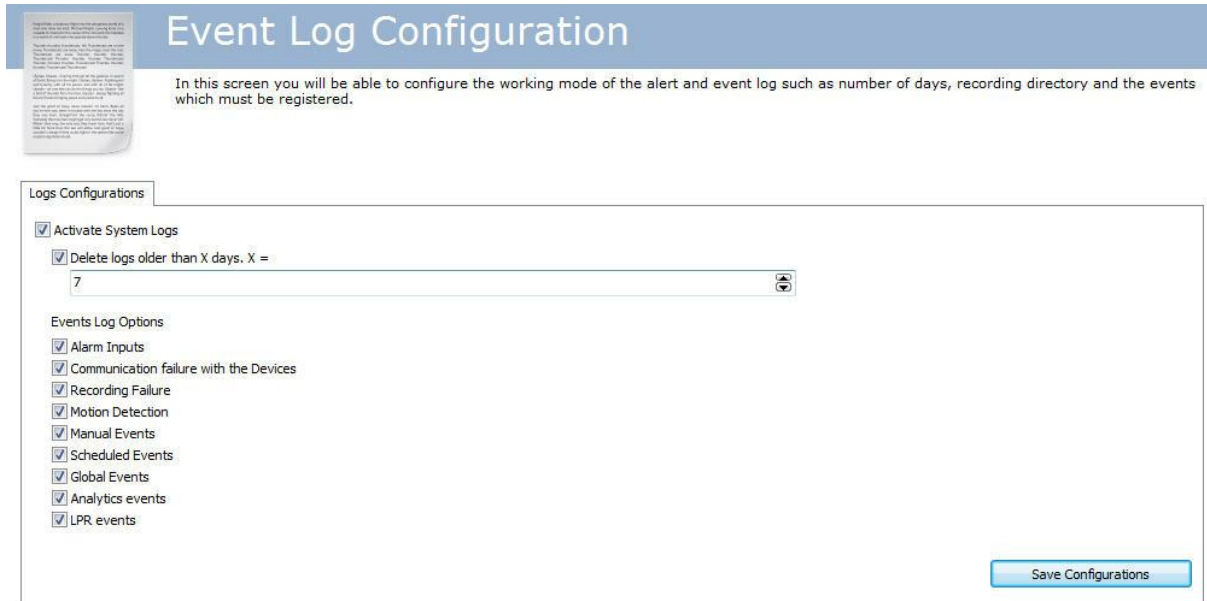 Event Log Configuration
In this screen you will be able to configure the working mode of the alert and event log such as number of days, recording directory and the events
which must be registered.
Logs Configurations
Activate System Logs
Delete logs older than X days. X =
7
Events Log Options
Alarm Inputs
Communication failure with the Devices
Recording Failure
Motion Detection
Manual Events
Scheduled Events
Global Events
Analytics events
LPR events
Save Configurations